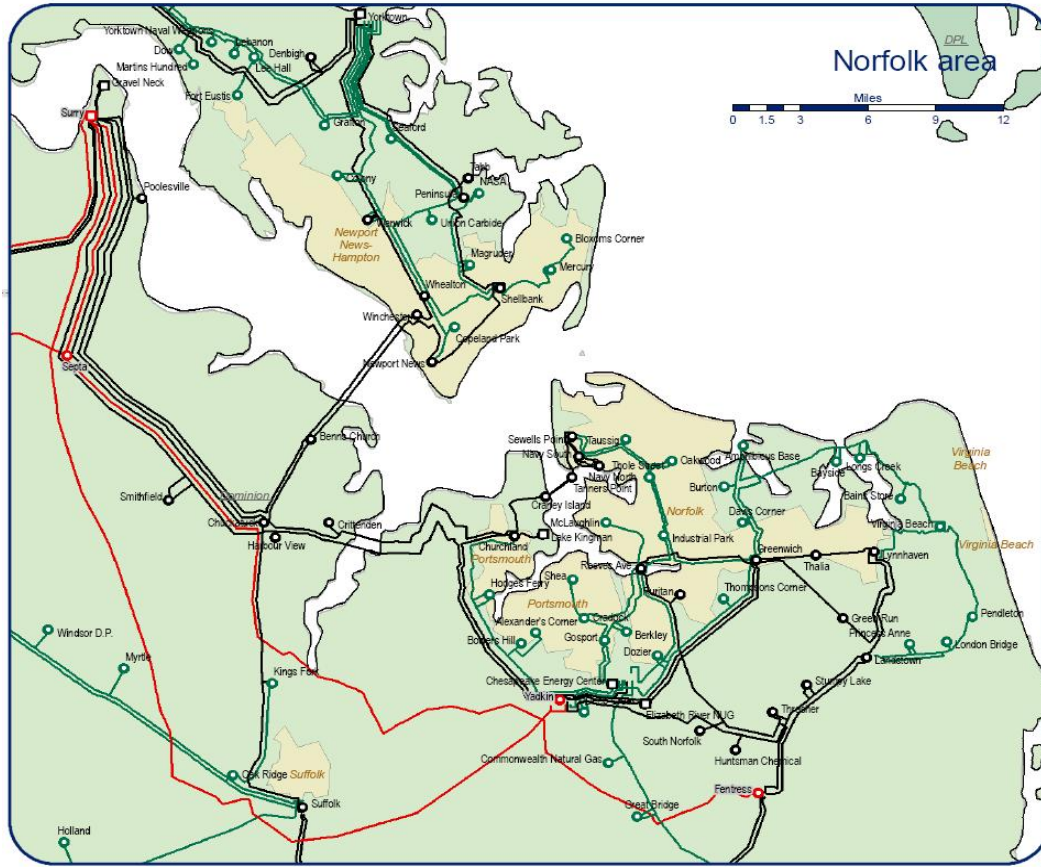 Norfolk area
DPL
Miles
0 1.5 3 6 9 12
Yorktown
Yorktown Naval
Lebanon
Denbigh
Lee Hall
Martins Hundred
Gravel Neck
Fort Eustis
Surry
Grafton
Seaford
Poolesville
Colony
Tabb
NASA
Peninsula
Warwick
Union Carbide
Newport
News-
Hampton
Bloxoms Corner
Magruder
Mercury
Whealton
Shellbank
Winchester
Copeland Park
Newport News
Septa
Benns Church
Sewells Point
Taussig
Navy South
Oakwood
Navy North
Tanners Point
Amphibious Base
Bayside
Longs Creek
Virginia
Beach
Burton
Bains Store
Smithfield
Dominion
Chuckatuck
Crittenden
Harbour View
Craney Island
McLaughlin
Norfolk
Davis Corner
Virginia Beach
Virginia Beach
Industrial Park
Lake Kingman
Churchland
Portsmouth
Greenwich
Thalia
Lynnhaven
Reeves Ave
Shea
Hodges Ferry
Puritan
Thompsons Corner
Portsmouth
Alexander's Corner
Cradock
Green Run
Pendleton
Bowers Hill
Gosport
Berkley
Princess Anne
London Bridge
Windsor D.P.
Dozier
Landstown
Myrtle
Kings Fork
Chesapeake Energy Center
Stumpy Lake
Yadkin
Elizabeth River NUG
Thrasher
South Norfolk
Huntsman Chemical
Commonwealth Natural Gas
Oak Ridge
Suffolk
Suffolk
Great Bridge
Fentress
Holland